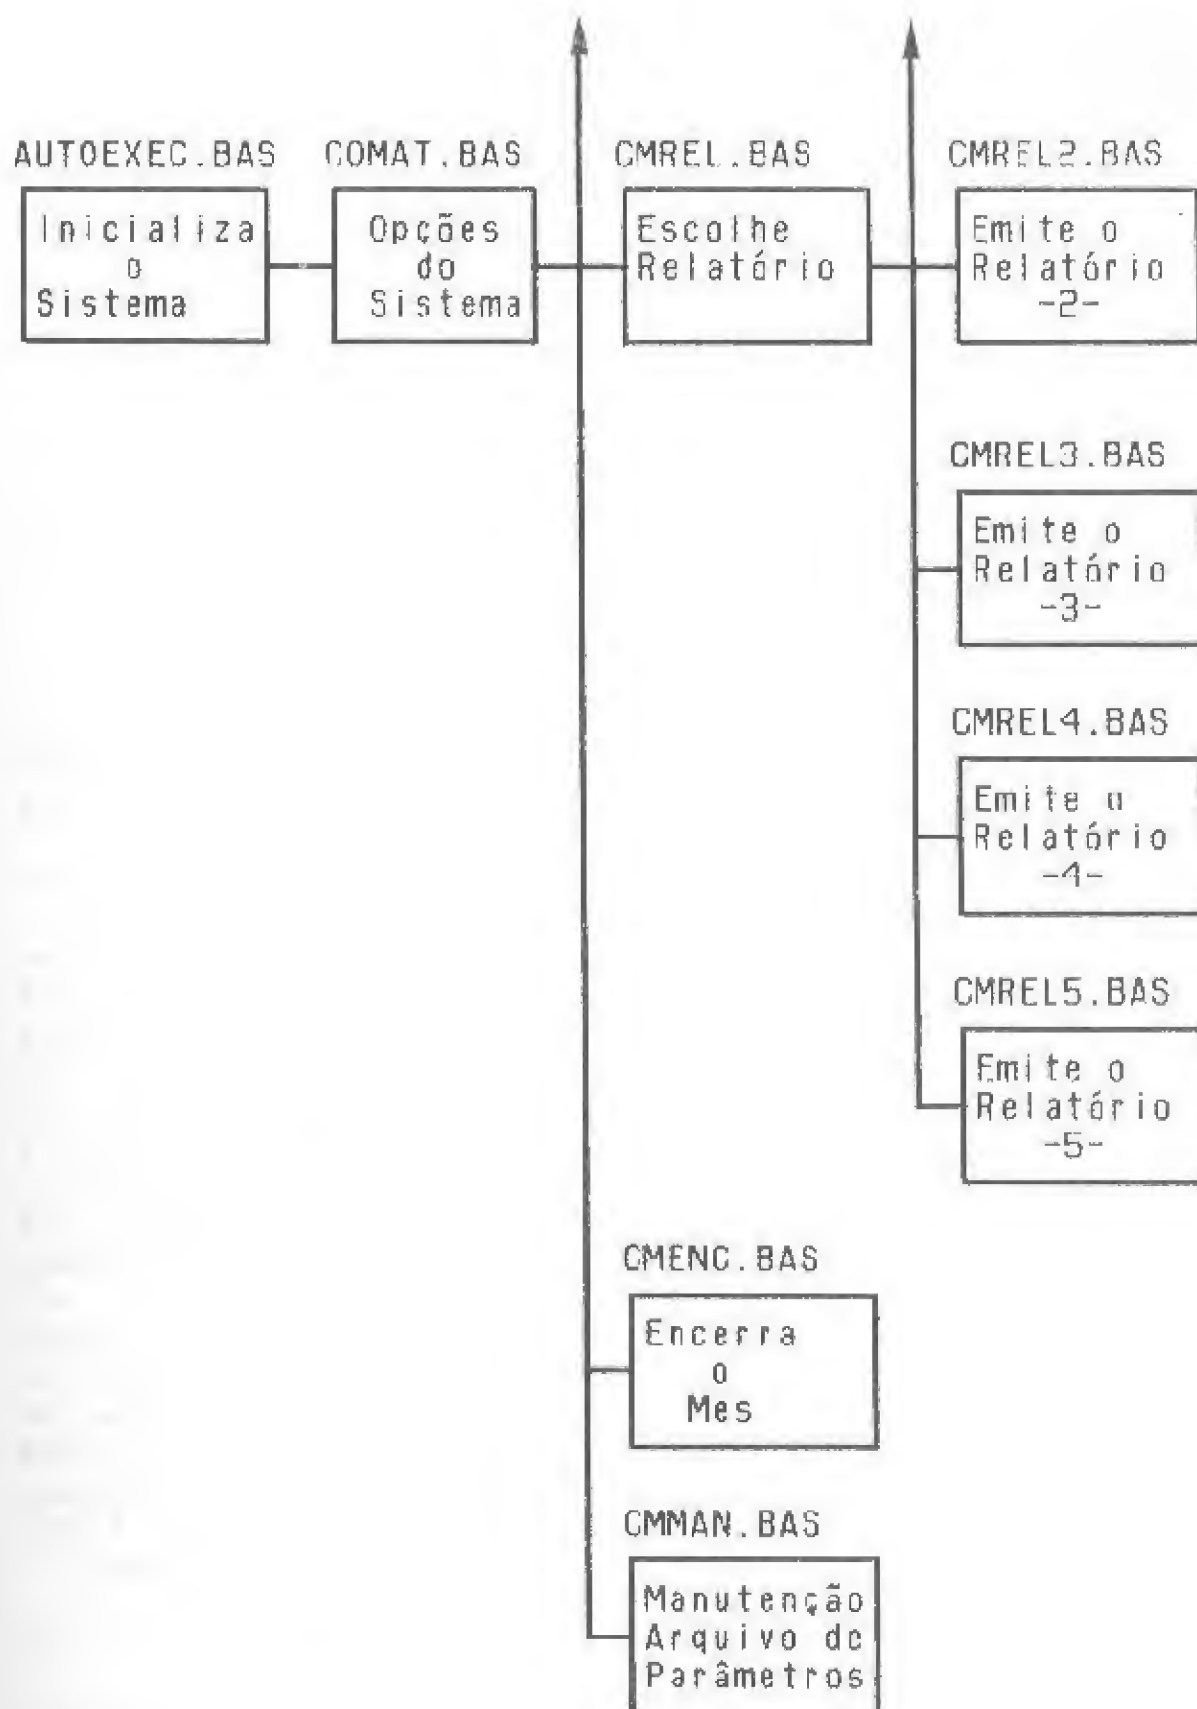 AUTOEXEC.BAS
Inicializa
o
Sistema
COMAT.BAS
Opções
do
Sistema
CMREL.BAS
Escolhe
Relatório
CMREL2.BAS
Emite o
Relatório
-2-
CMREL3.BAS
Emite o
Relatório
-3-
CMREL4.BAS
Emite o
Relatório
-4-
CMREL5.BAS
Emite o
Relatório
-5-
CMENC.BAS
Encerra
o
Mes
CMMAN.BAS
Manutenção
Arquivo de
Parâmetros